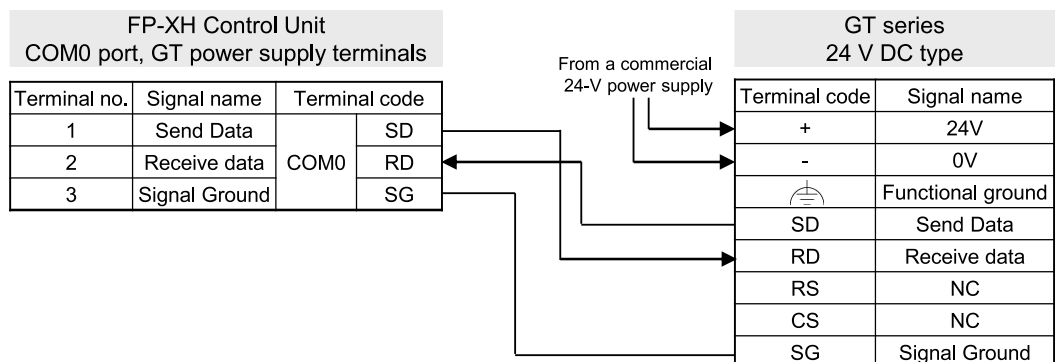 FP-XH Control Unit
COM0 port, GT power supply terminals
Terminal no. Signal name Terminal code
1 Send Data COM0 SD
2 Receive data RD
3 Signal Ground SG
From a commercial
24-V power supply
GT series
24 V DC type
Terminal code Signal name
+ 24V
- 0V
Functional ground
SD Send Data
RD Receive data
RS NC
CS NC
SG Signal Ground